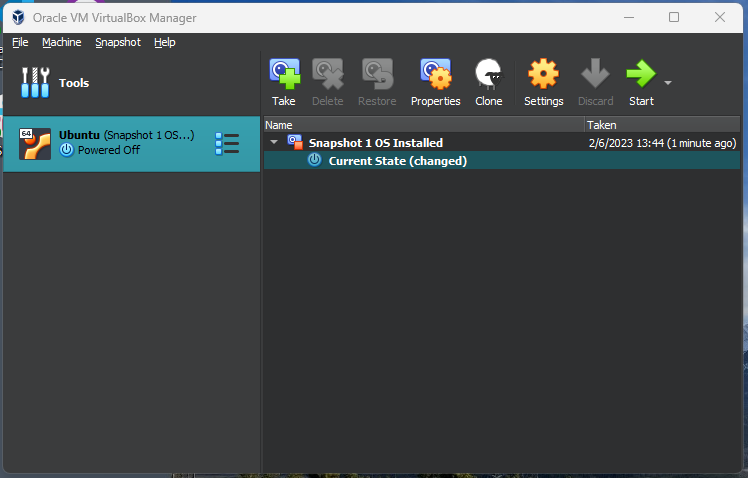 Oracle VM VirtualBox Manager
File Machine Snapshot Help
Tools
Take Delete Restore Properties Clone Settings Discard Start
64
Ubuntu (Snapshot 1 OS...)
Powered Off
Name Taken
Snapshot 1 OS Installed 2/6/2023 13:44 (1 minute ago)
Current State (changed)